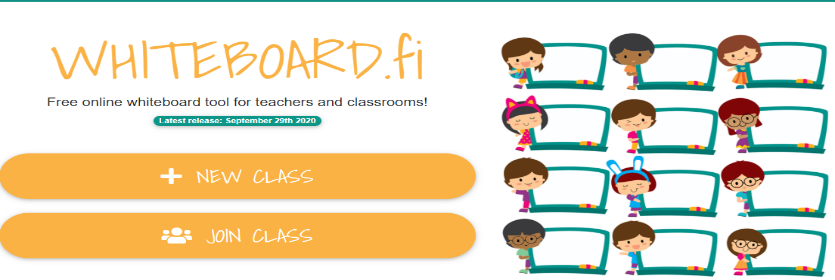 WHITEBOARD.fi
Free online whiteboard tool for teachers and classrooms!
Latest release: September 29th 2020
NEW CLASS
JOIN CLASS